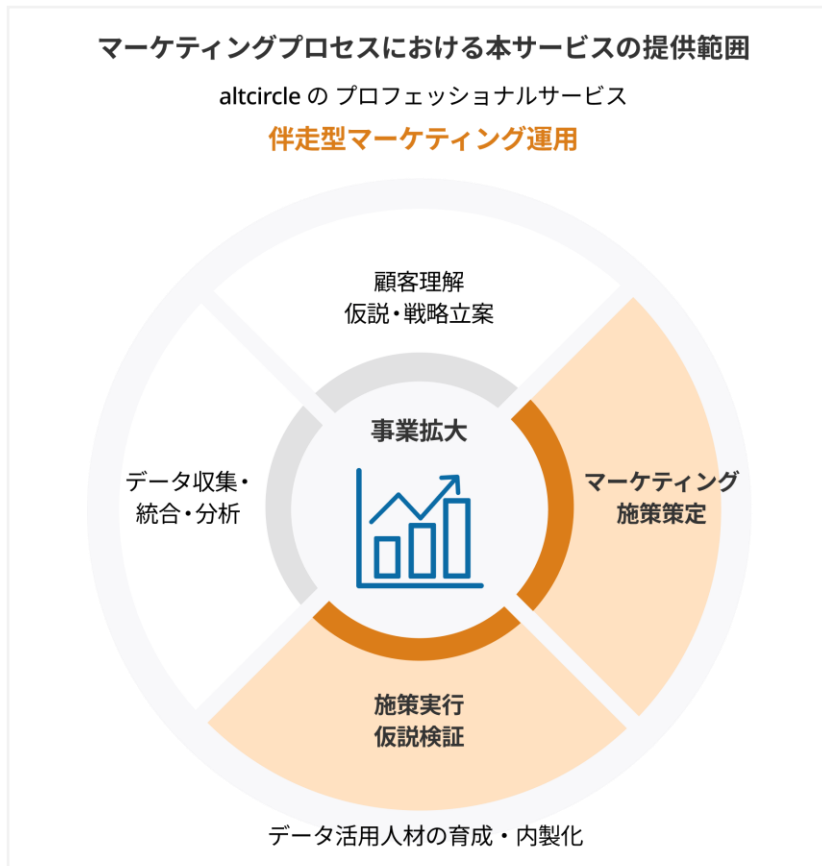 マーケティングプロセスにおける本サービスの提供範囲
altcircle の プロフェッショナルサービス
伴走型マーケティング運用
顧客理解
仮説・戦略立案
事業拡大
データ収集・
統合・分析
マーケティング
施策策定
施策実行
仮説検証
データ活用人材の育成・内製化